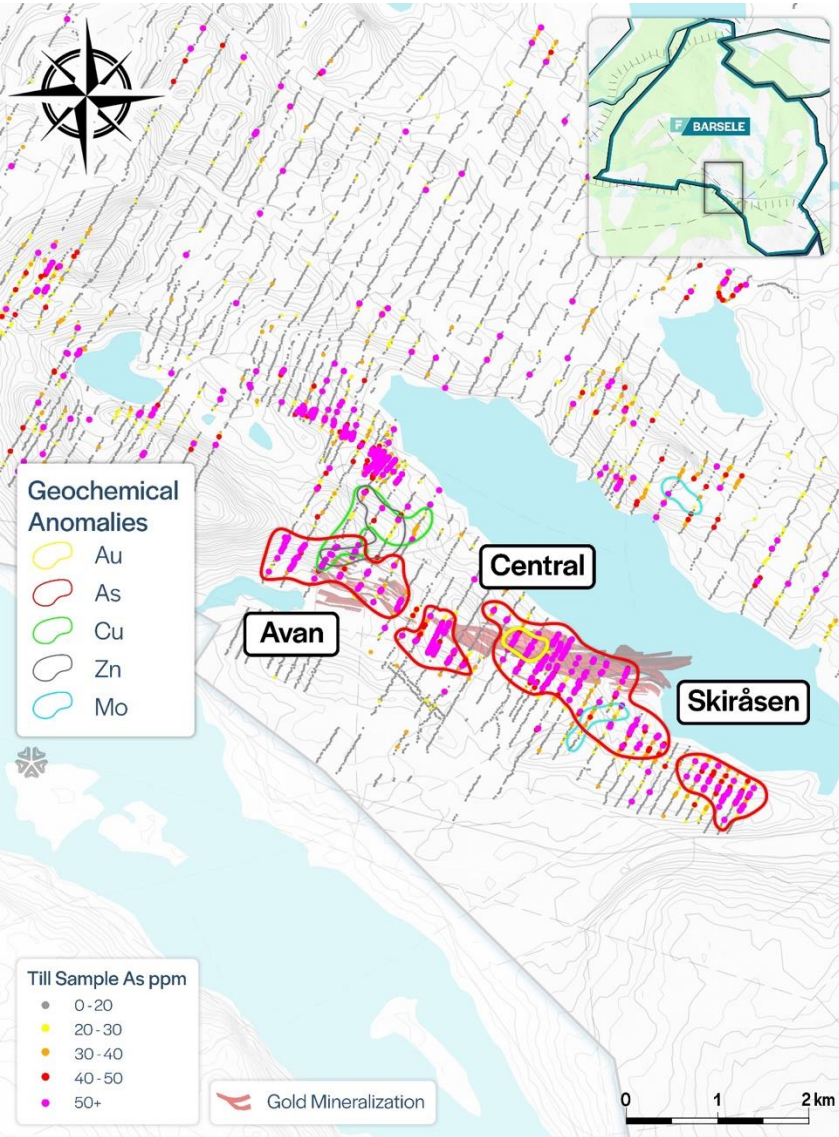 F BARSELE
Geochemical
Anomalies
Au
As
Cu
Zn
Mo
Central
Avan
Skiråsen
Till Sample As ppm
0-20
20-30
30-40
40-50
50+
Gold Mineralization
0 1 2 km